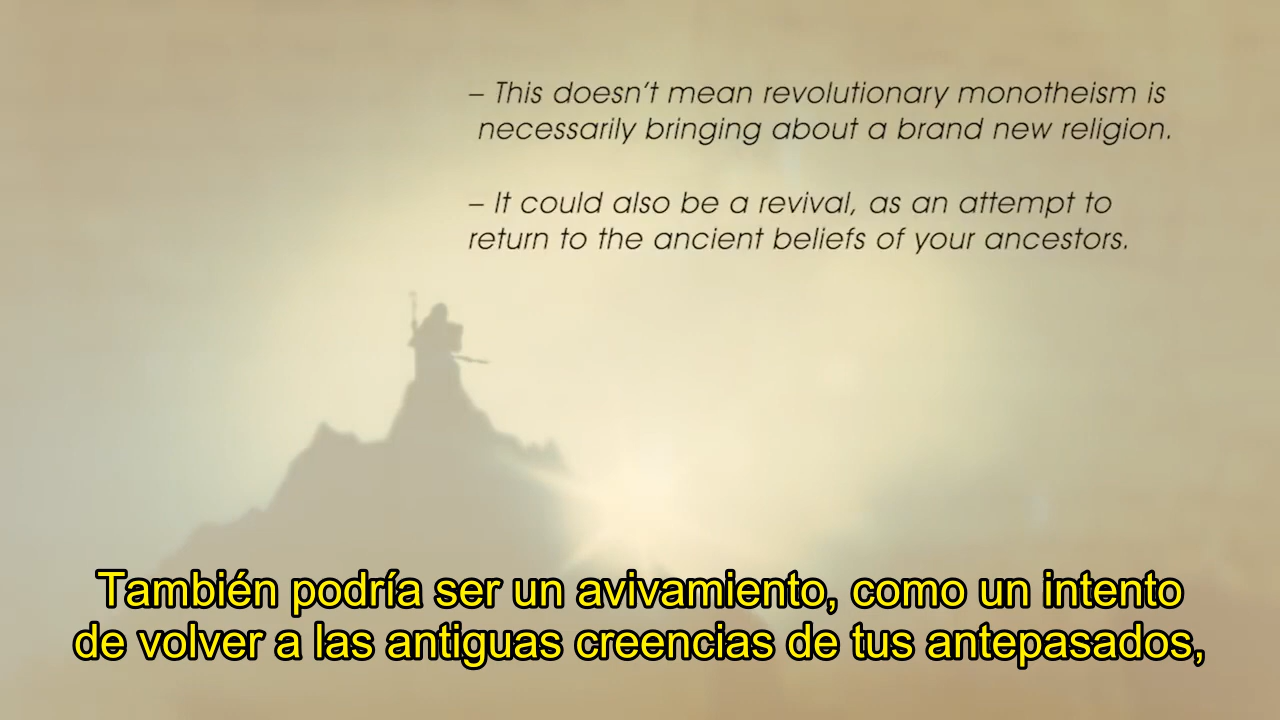 – This doesn't mean revolutionary monotheism is
necessarily bringing about a brand new religion.
– It could also be a revival, as an attempt to
return to the ancient beliefs of your ancestors.
También podría ser un avivamiento, como un intento
de volver a las antiguas creencias de tus antepasados,